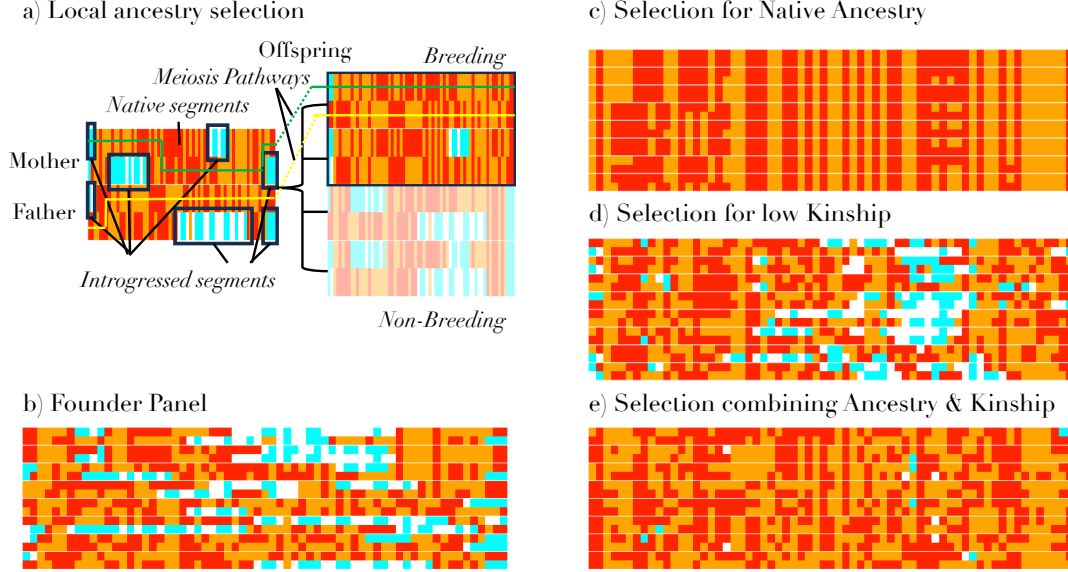 a) Local ancestry selection
Offspring
Breeding
Meiosis Pathways
Native segments
Mother
Father
Introgressed segments
Non-Breeding
b) Founder Panel
c) Selection for Native Ancestry
d) Selection for low Kinship
e) Selection combining Ancestry & Kinship